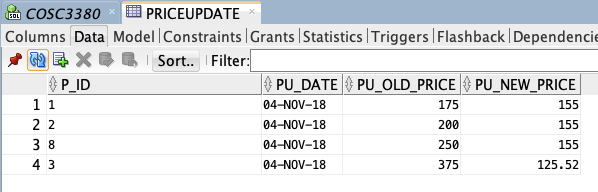 SQL COSC3380 PRICEUPDATE
Columns Data Model Constraints Grants Statistics Triggers Flashback Dependencie
Sort.. Filter:
P_ID PU_DATE PU_OLD_PRICE PU_NEW_PRICE
1 1 04-NOV-18 175 155
2 2 04-NOV-18 200 155
3 8 04-NOV-18 250 155
4 3 04-NOV-18 375 125.52